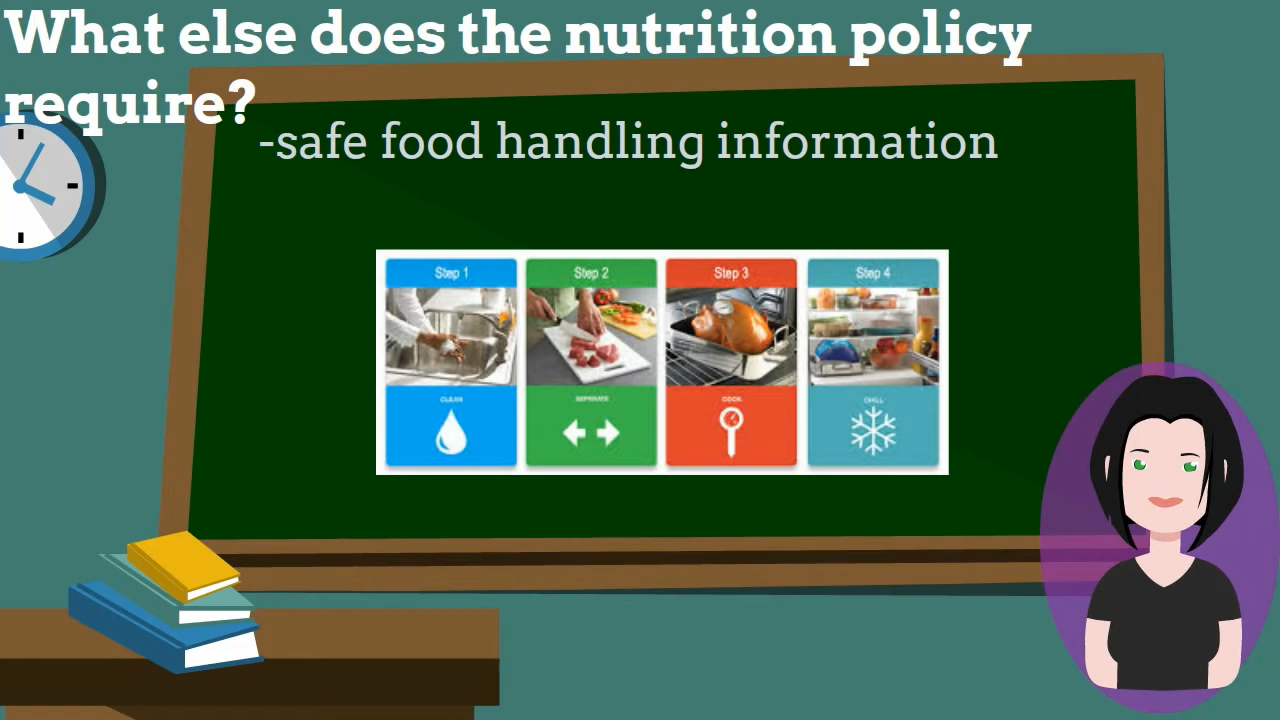 What else does the nutrition policy
require?
-safe food handling information
Step 1 Step 2 Step 3 Step 4
CLEAN SEPARATE COOK CHILL